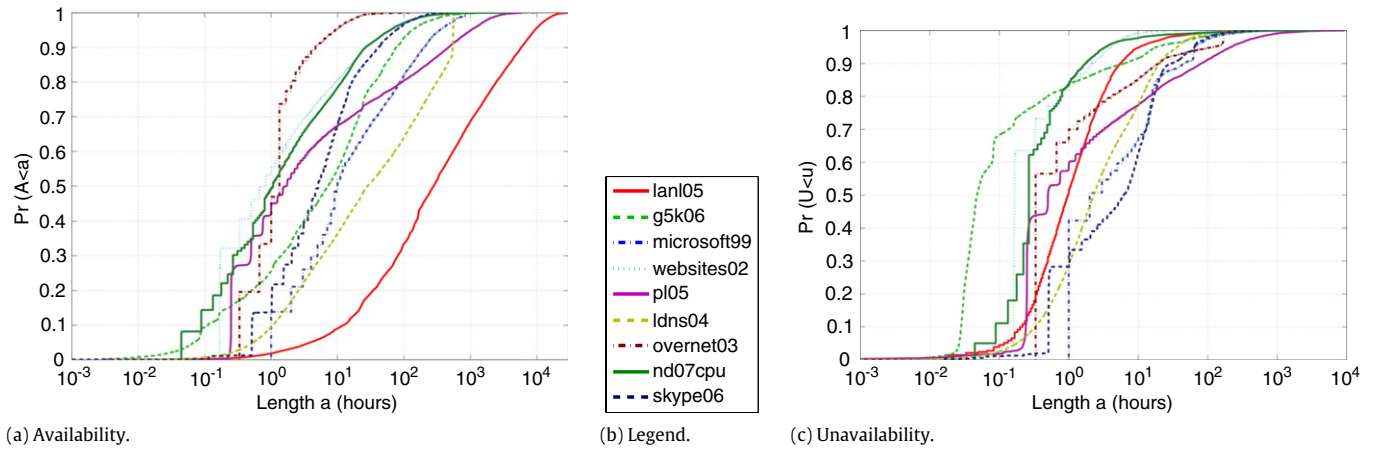 1
0.9
0.8
0.7
0.6
0.5
0.4
0.3
0.2
0.1
0
Pr (A<a)
10^-3 10^-2 10^-1 10^0 10^1 10^2 10^3 10^4
Length a (hours)
(a) Availability.
lanl05
g5k06
microsoft99
websites02
pl05
ldns04
overnet03
nd07cpu
skype06
(b) Legend.
1
0.9
0.8
0.7
0.6
0.5
0.4
0.3
0.2
0.1
0
Pr (U<u)
10^-3 10^-2 10^-1 10^0 10^1 10^2 10^3 10^4
Length a (hours)
(c) Unavailability.